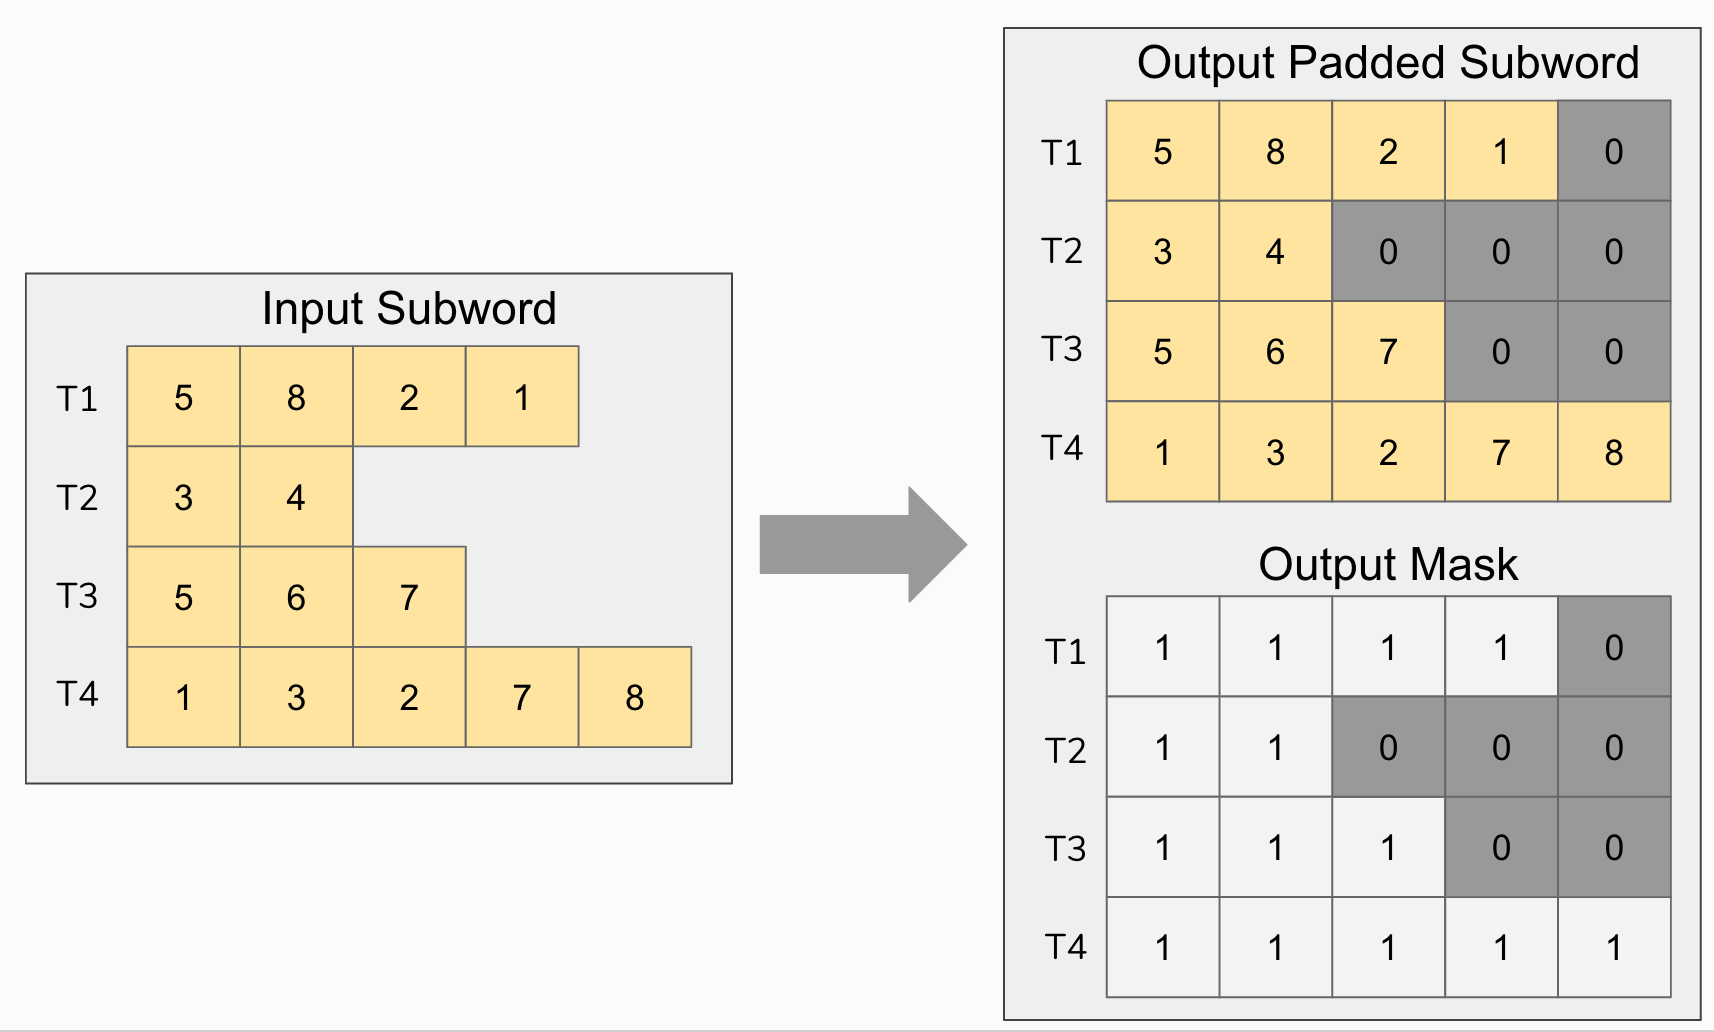 Input Subword
T1 5 8 2 1
T2 3 4
T3 5 6 7
T4 1 3 2 7 8
Output Padded Subword
T1 5 8 2 1 0
T2 3 4 0 0 0
T3 5 6 7 0 0
T4 1 3 2 7 8
Output Mask
T1 1 1 1 1 0
T2 1 1 0 0 0
T3 1 1 1 0 0
T4 1 1 1 1 1